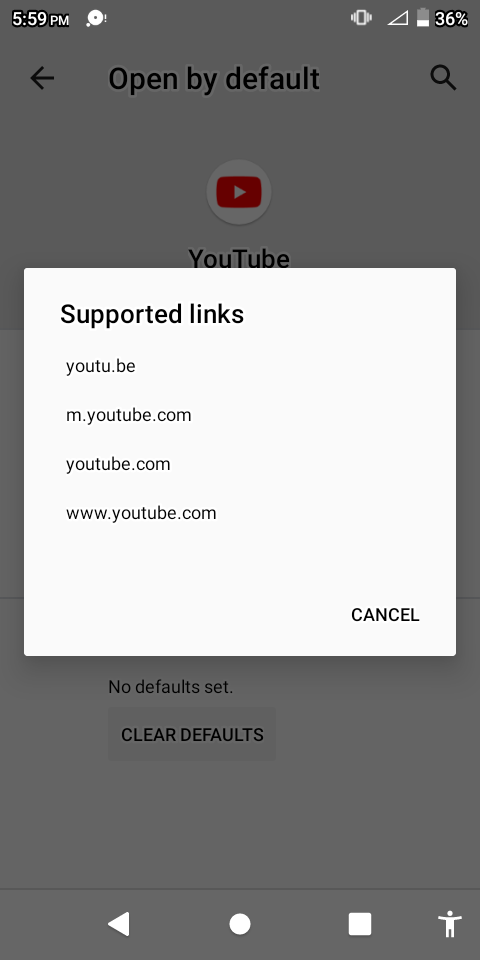 5:59 PM
36%
Open by default
YouTube
Supported links
youtu.be
m.youtube.com
youtube.com
www.youtube.com
CANCEL
No defaults set.
CLEAR DEFAULTS